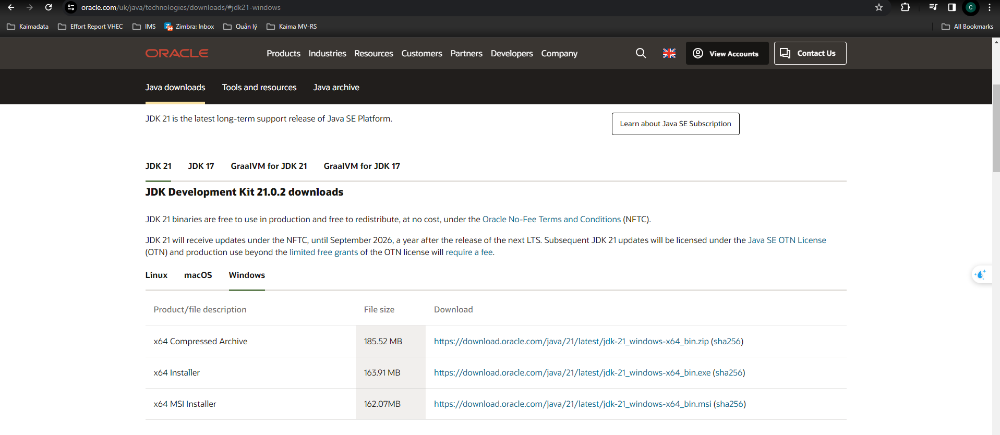 oracle.com/uk/java/technologies/downloads/#jdk21-windows
C
Kaimadata Effort Report VHEC IMS Zimbra: Inbox Quản lý Kaima MV-RS All Bookmarks
ORACLE Products Industries Resources Customers Partners Developers Company View Accounts Contact Us
Java downloads Tools and resources Java archive
JDK 21 is the latest long-term support release of Java SE Platform.
Learn about Java SE Subscription
JDK 21 JDK 17 GraalVM for JDK 21 GraalVM for JDK 17
JDK Development Kit 21.0.2 downloads
JDK 21 binaries are free to use in production and free to redistribute, at no cost, under the Oracle No-Fee Terms and Conditions (NFTC).
JDK 21 will receive updates under the NFTC, until September 2026, a year after the release of the next LTS. Subsequent JDK 21 updates will be licensed under the Java SE OTN License
(OTN) and production use beyond the limited free grants of the OTN license will require a fee.
Linux macOS Windows
Product/file description File size Download
x64 Compressed Archive 185.52 MB https://download.oracle.com/java/21/latest/jdk-21_windows-x64_bin.zip (sha256)
x64 Installer 163.91 MB https://download.oracle.com/java/21/latest/jdk-21_windows-x64_bin.exe (sha256)
x64 MSI Installer 162.07MB https://download.oracle.com/java/21/latest/jdk-21_windows-x64_bin.msi (sha256)